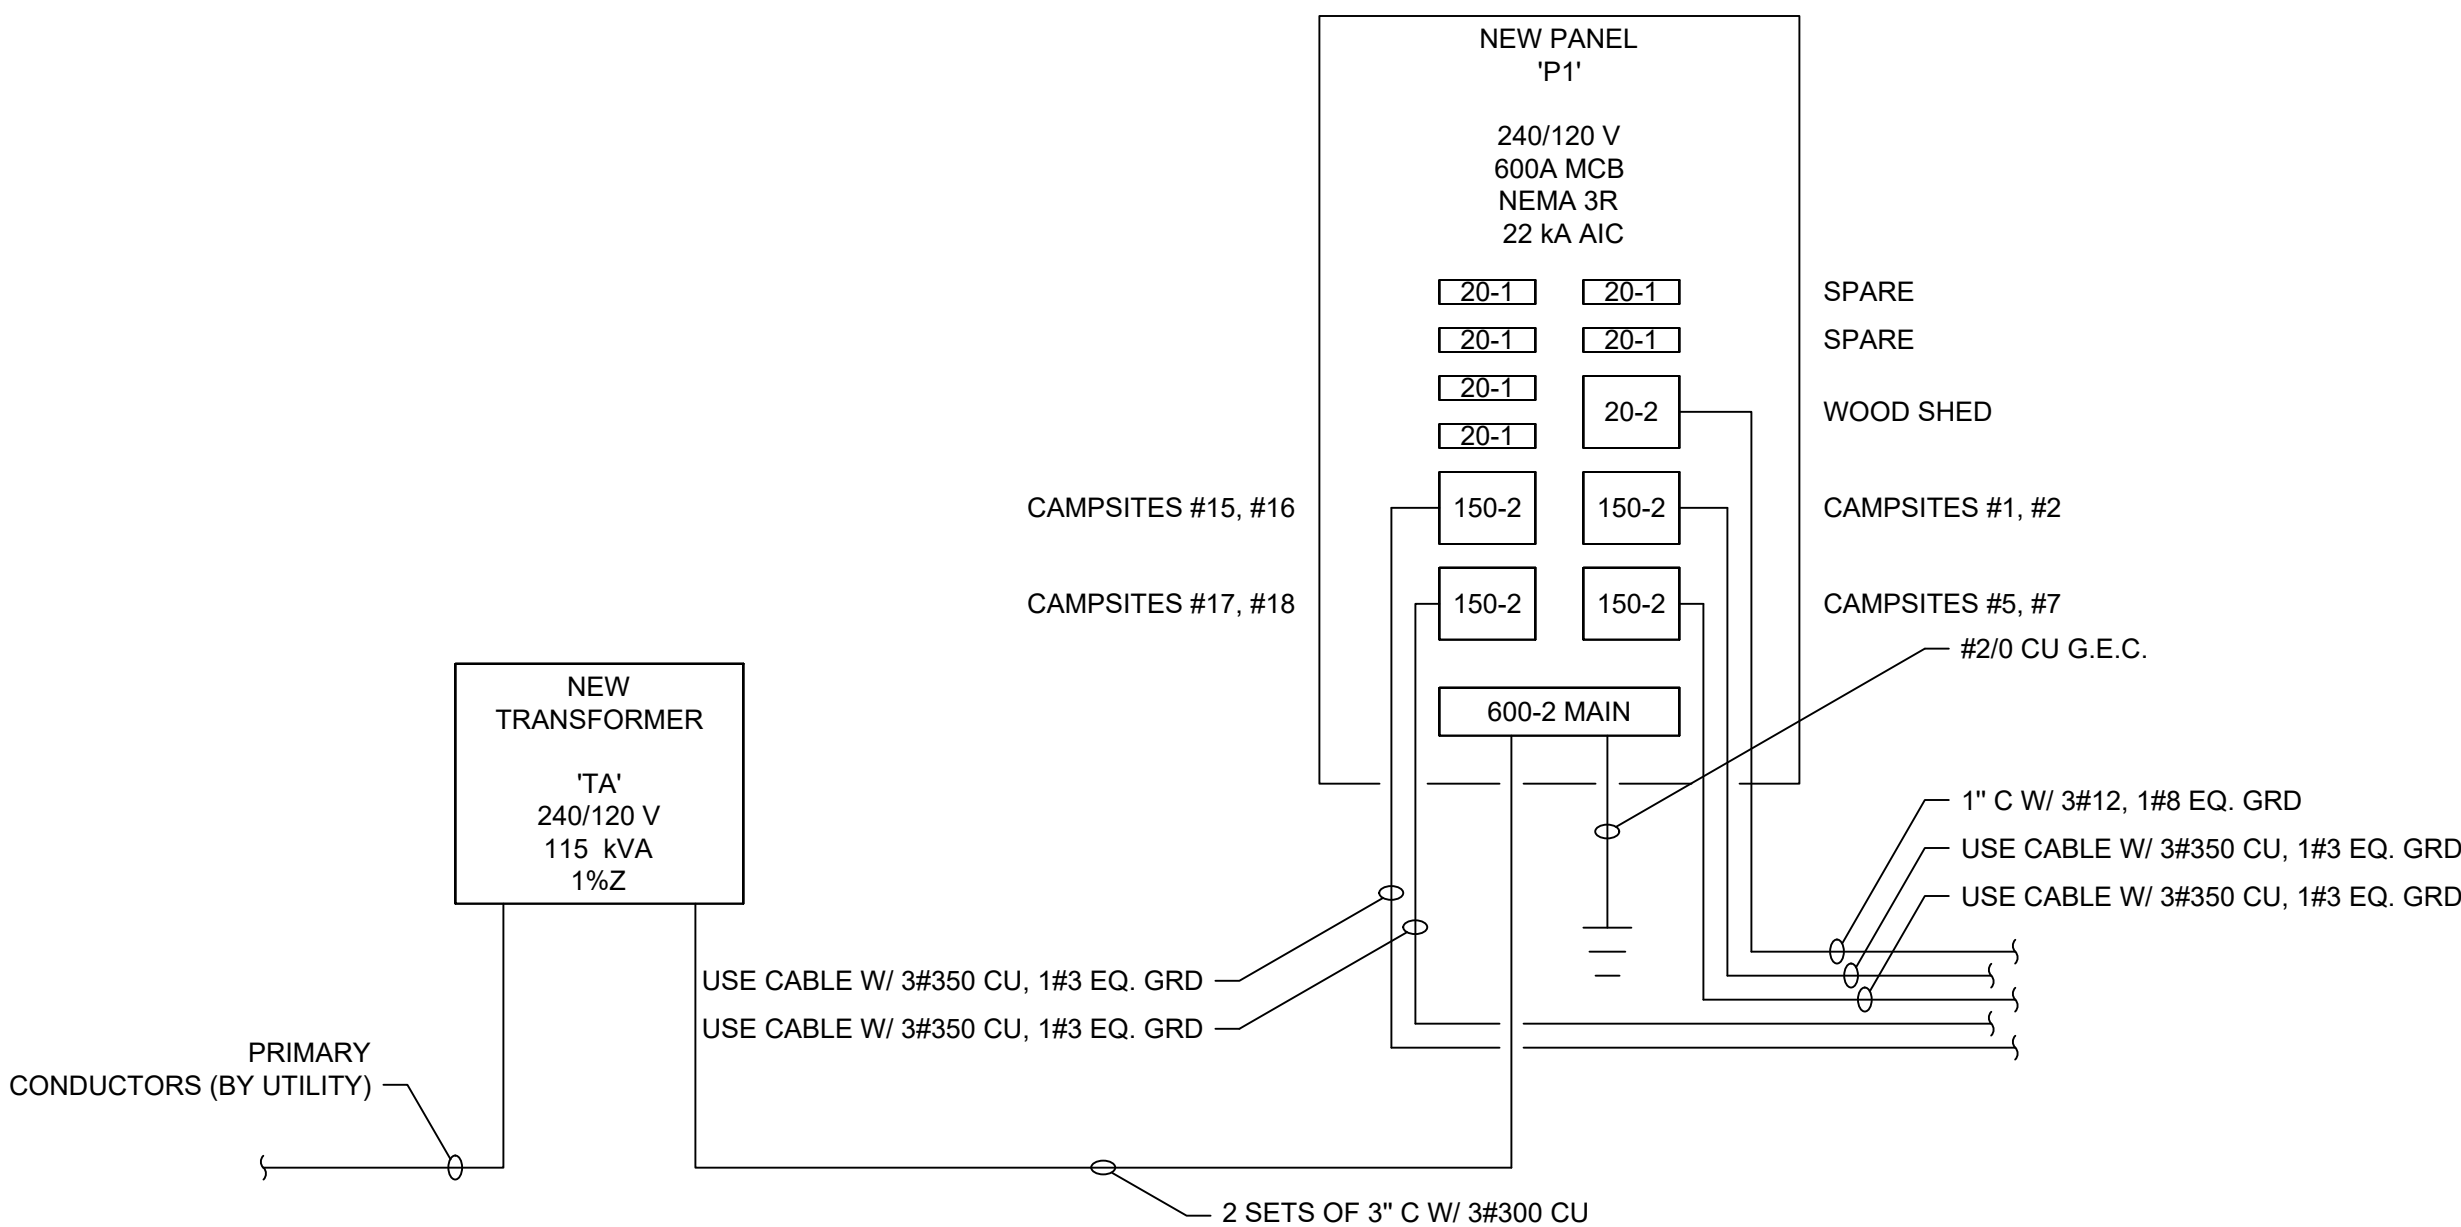 NEW PANEL
'P1'
240/120 V
600A MCB
NEMA 3R
22 kA AIC
20-1 20-1 SPARE
20-1 20-1 SPARE
20-1
20-2 WOOD SHED
20-1
CAMPSITES #15, #16 150-2 150-2 CAMPSITES #1, #2
CAMPSITES #17, #18 150-2 150-2 CAMPSITES #5, #7
#2/0 CU G.E.C.
600-2 MAIN
NEW
TRANSFORMER
'TA'
240/120 V
115 kVA
1%Z
1" C W/ 3#12, 1#8 EQ. GRD
USE CABLE W/ 3#350 CU, 1#3 EQ. GRD
USE CABLE W/ 3#350 CU, 1#3 EQ. GRD
USE CABLE W/ 3#350 CU, 1#3 EQ. GRD
USE CABLE W/ 3#350 CU, 1#3 EQ. GRD
PRIMARY
CONDUCTORS (BY UTILITY)
2 SETS OF 3" C W/ 3#300 CU